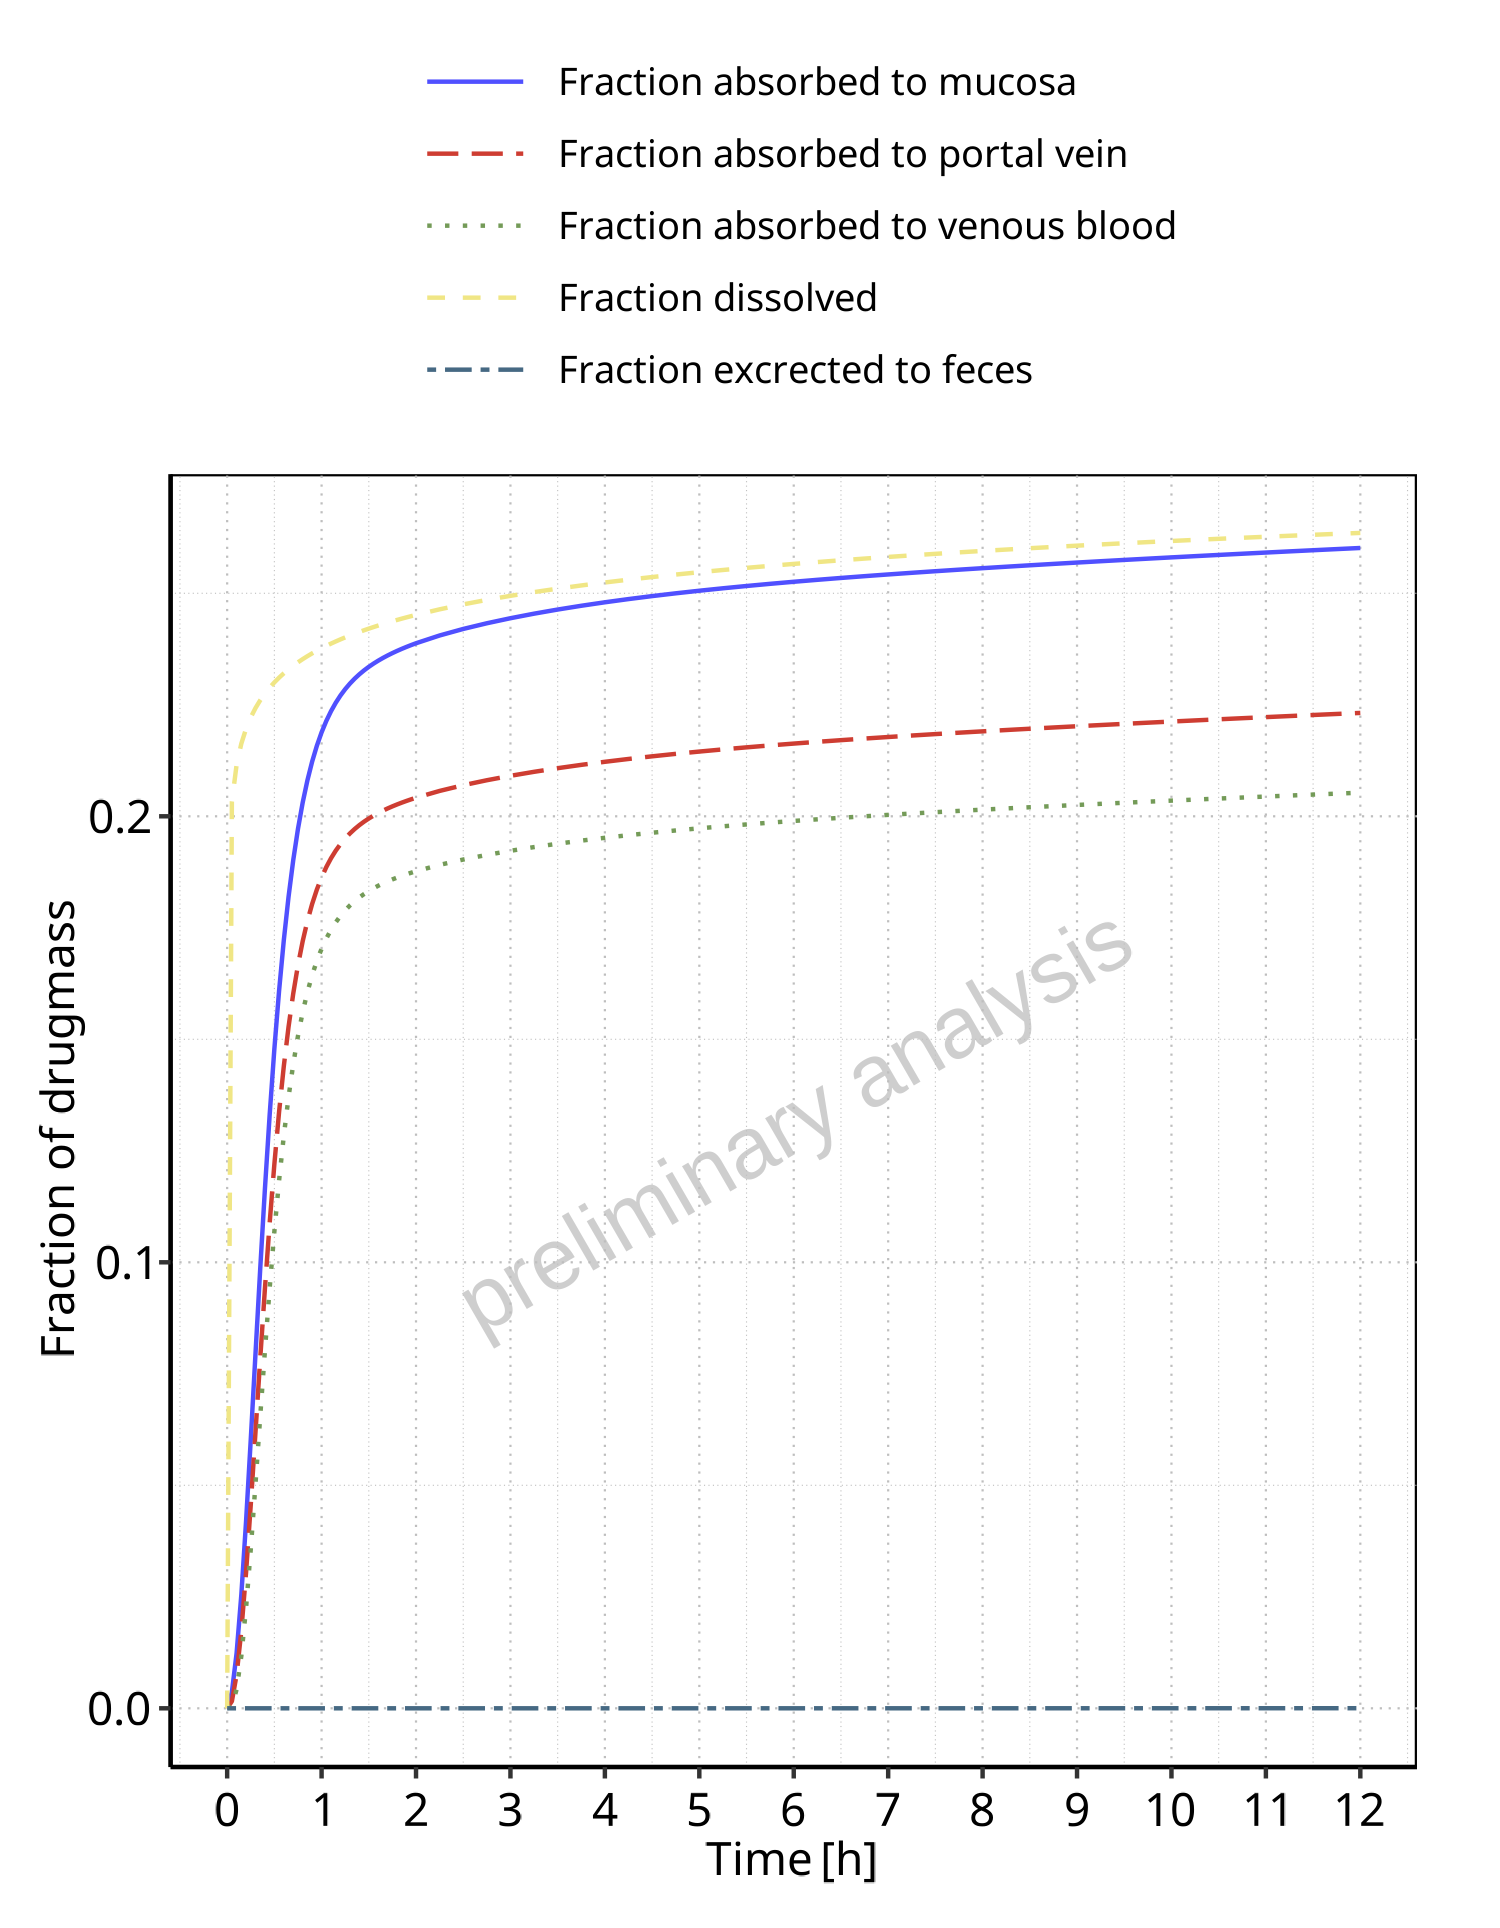 Fraction absorbed to mucosa
Fraction absorbed to portal vein
Fraction absorbed to venous blood
Fraction dissolved
Fraction excrected to feces
Fraction of drugmass
0.2
0.1
0.0
preliminary analysis
0 1 2 3 4 5 6 7 8 9 10 11 12
Time [h]